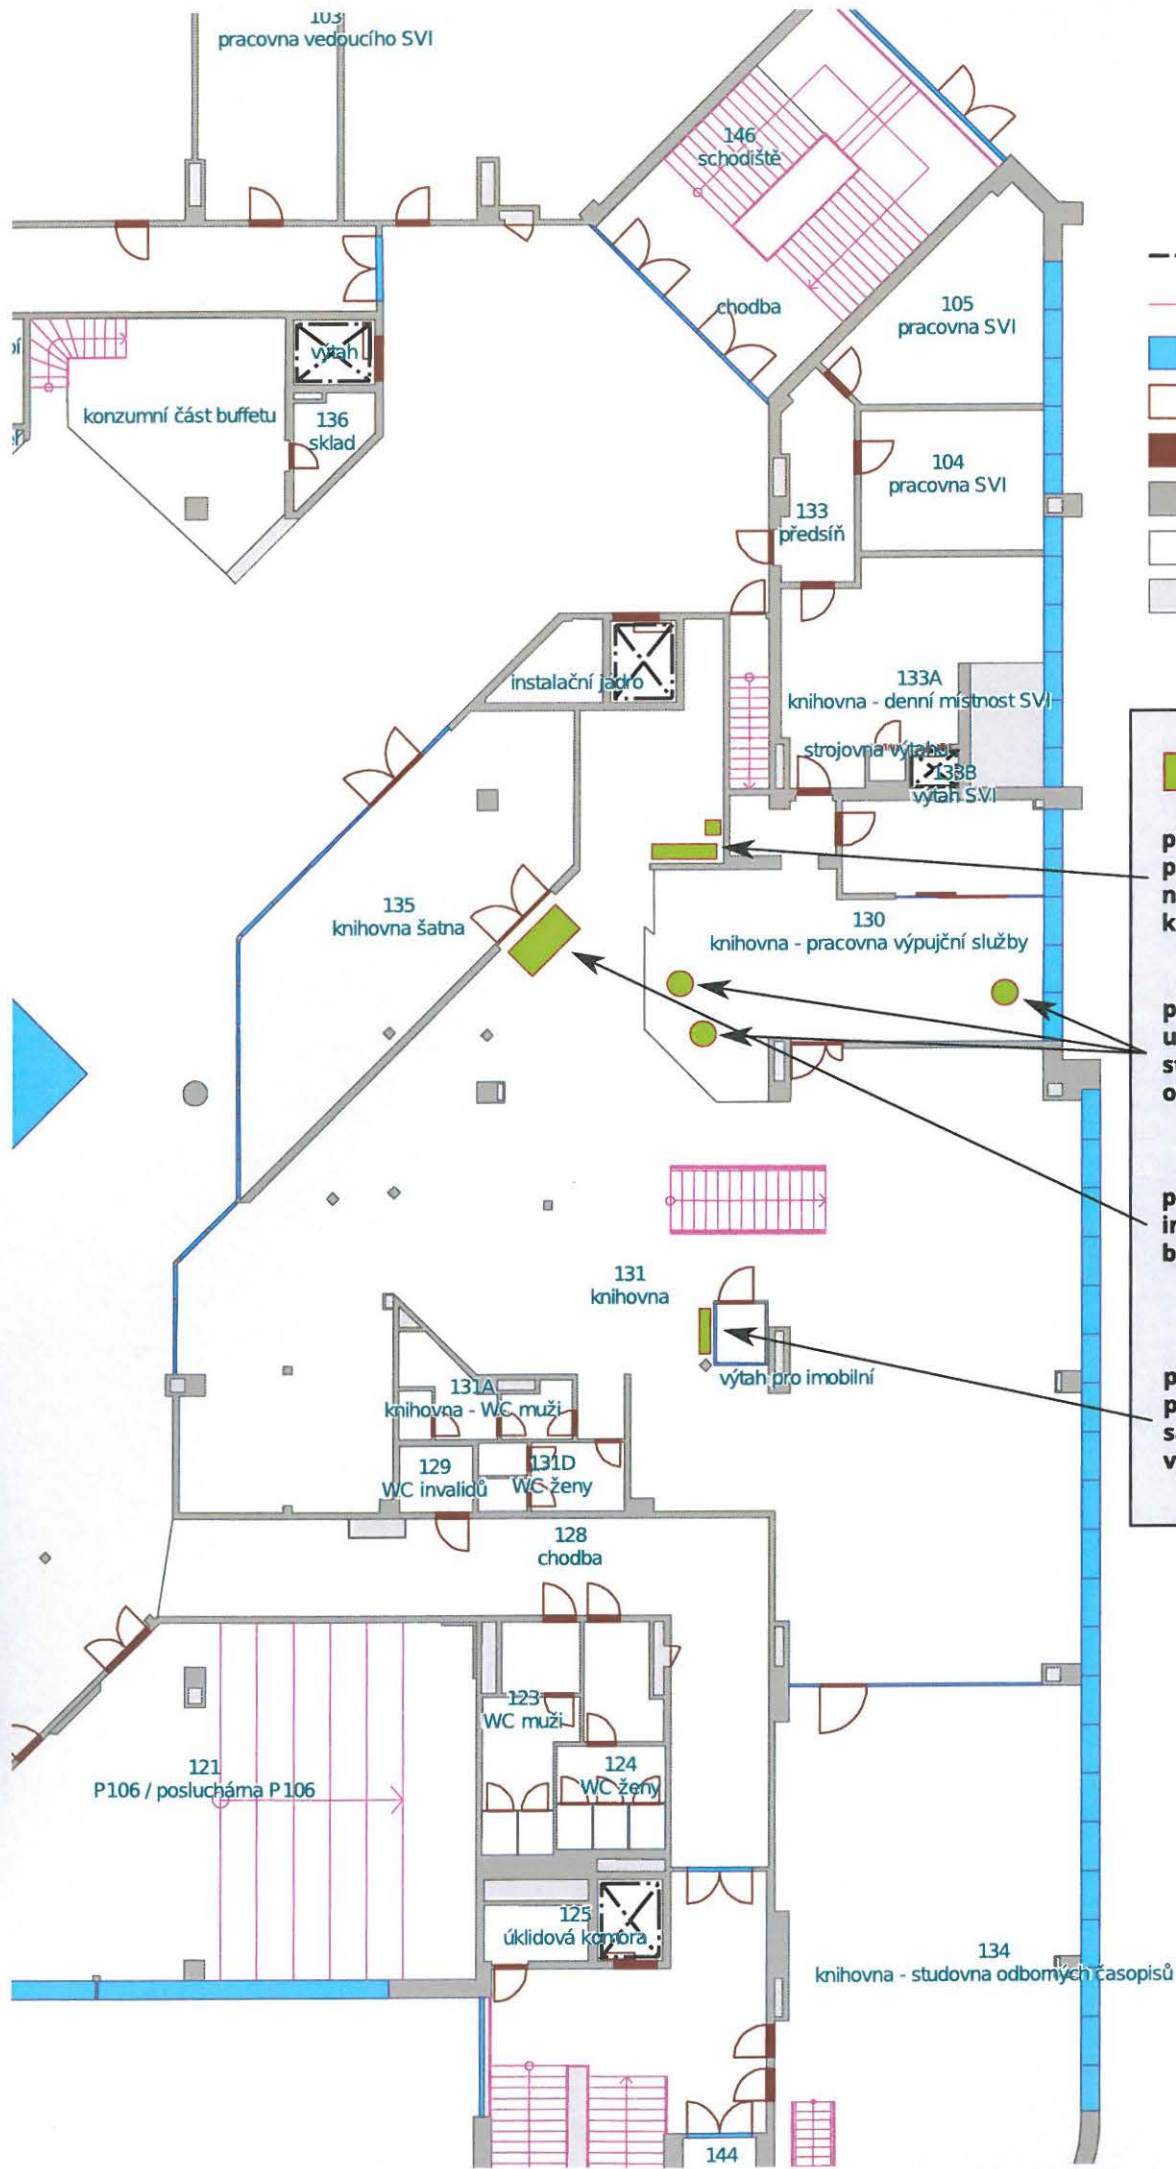 103
pracovna vedoucího SVI
146
schodiště
chodba
105
pracovna SVI
výtah
konzumní část buffetu
136
sklad
104
pracovna SVI
133
předsíň
instalační jádro
133A
knihovna - denní místnost SVI
strojovna výtahu
133B
výtah SVI
135
knihovna šatna
130
knihovna - pracovna výpujční služby
131
knihovna
výtah pro imobilní
131A
knihovna - WC muži
129
WC invalidů
131D
WC ženy
128
chodba
123
WC muži
124
WC ženy
121
P106 / posluchárna P106
125
úklidová komora
134
knihovna - studovna odborných časopisů
144